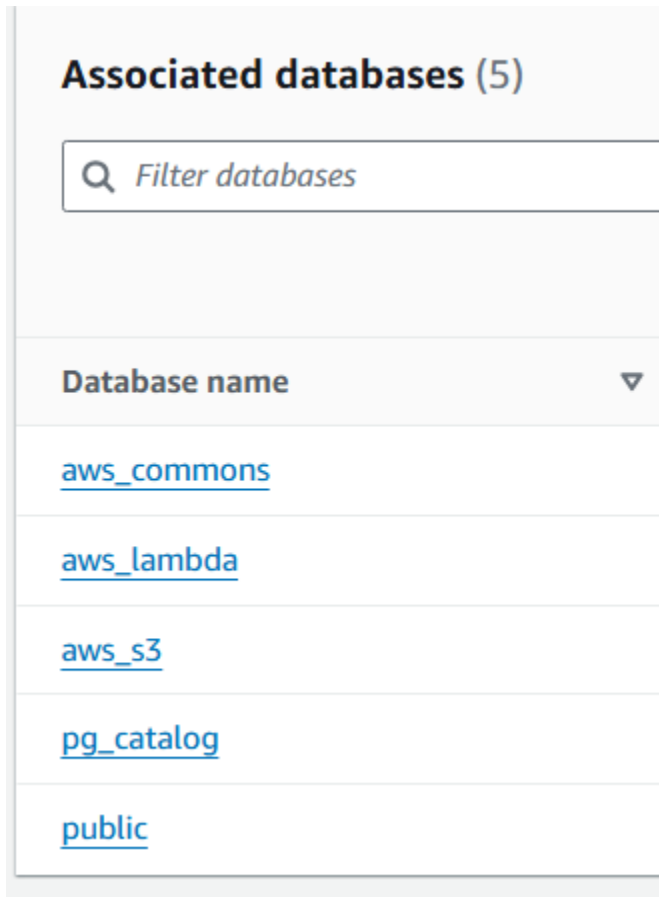 Associated databases (5)
Filter databases
Database name
aws_commons
aws_lambda
aws_s3
pg_catalog
public